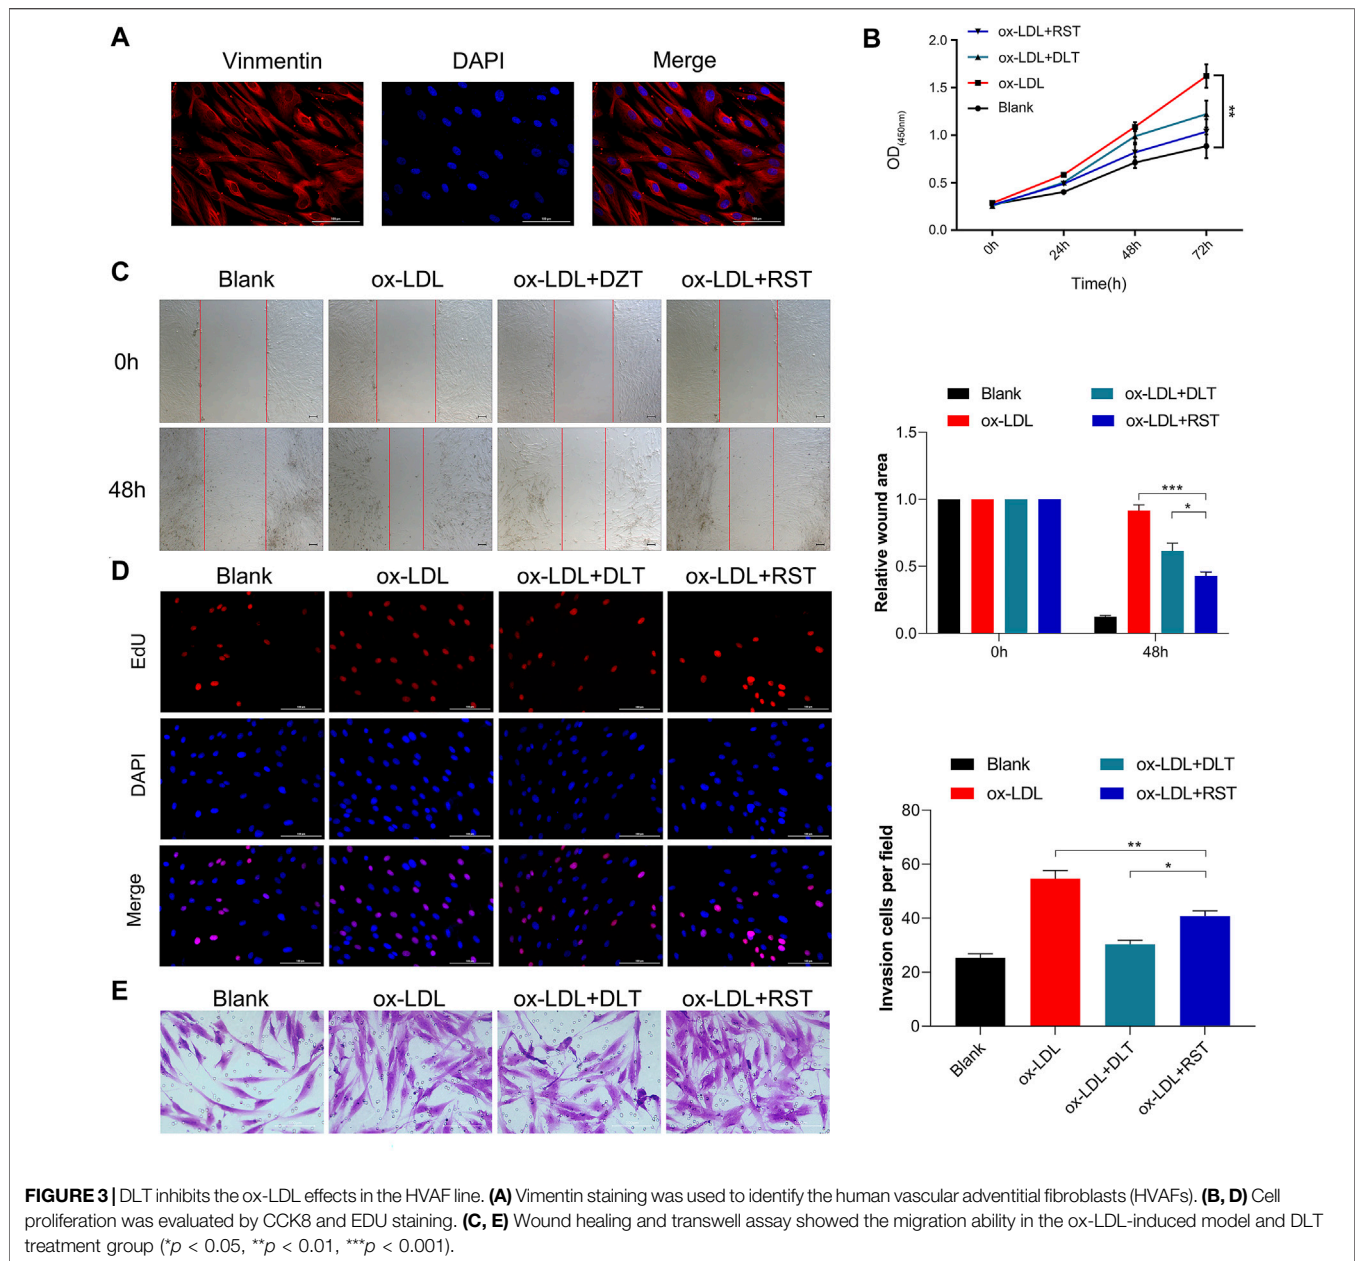 A
Vinmentin
DAPI
Merge
B
ox-LDL+RST
ox-LDL+DLT
ox-LDL
Blank
2.0
1.5
1.0
0.5
0.0
OD(450nm)
**
0h
24h
48h
72h
Time(h)
C
Blank
ox-LDL
ox-LDL+DZT
ox-LDL+RST
0h
48h
Blank
ox-LDL+DLT
ox-LDL
ox-LDL+RST
1.5
1.0
0.5
0.0
Relative wound area
***
*
0h
48h
D
Blank
ox-LDL
ox-LDL+DLT
ox-LDL+RST
EdU
DAPI
Merge
Blank
ox-LDL+DLT
ox-LDL
ox-LDL+RST
80
60
40
20
0
Invasion cells per field
**
*
Blank
ox-LDL
ox-LDL+DLT
ox-LDL+RST
E
Blank
ox-LDL
ox-LDL+DLT
ox-LDL+RST
FIGURE 3 | DLT inhibits the ox-LDL effects in the HVAF line. (A) Vimentin staining was used to identify the human vascular adventitial fibroblasts (HVAFs). (B, D) Cell
proliferation was evaluated by CCK8 and EDU staining. (C, E) Wound healing and transwell assay showed the migration ability in the ox-LDL-induced model and DLT
treatment group (*p < 0.05, **p < 0.01, ***p < 0.001).